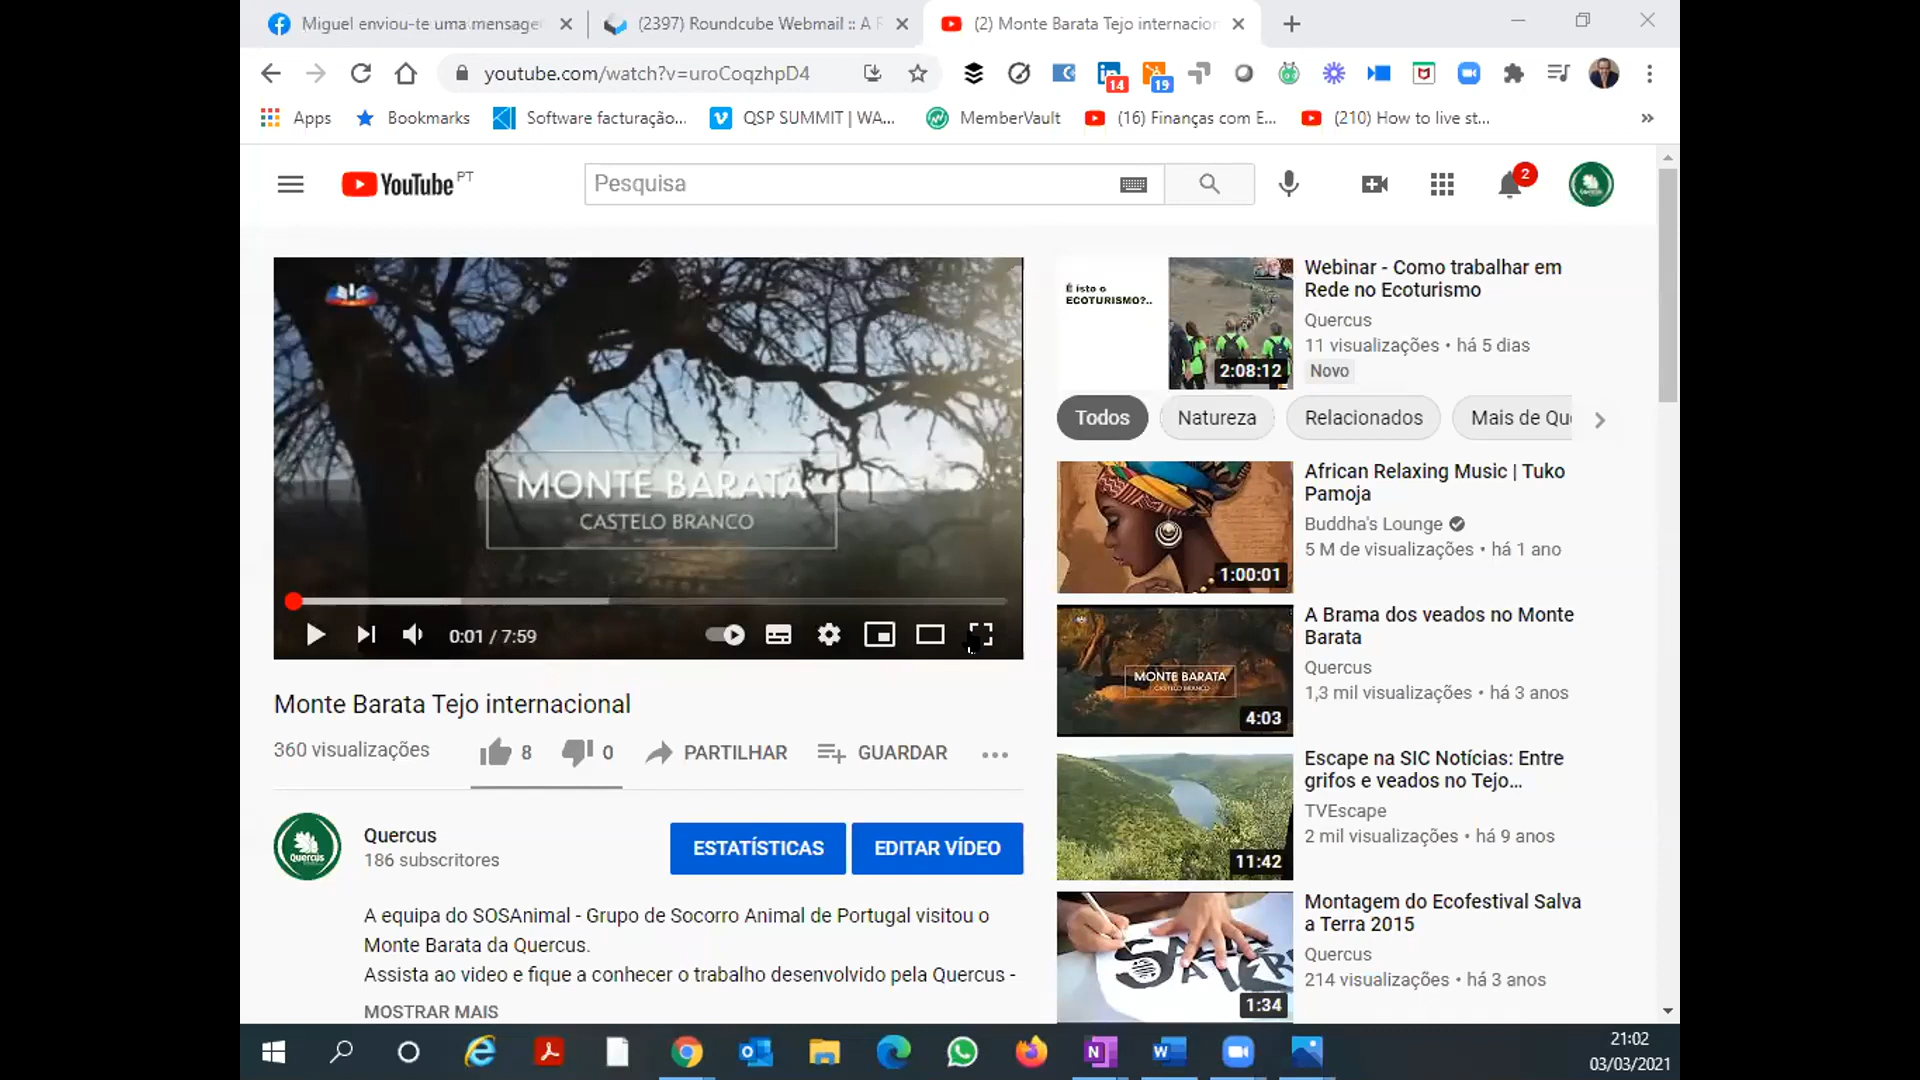 Miguel enviou-te uma mensage
(2397) Roundcube Webmail :: A F
(2) Monte Barata Tejo internacion
youtube.com/watch?v=uroCoqzhpD4
14
19
Apps
Bookmarks
Software facturação...
QSP SUMMIT | WA...
MemberVault
(16) Finanças com E...
(210) How to live st...
»
YouTube PT
Pesquisa
2
SIC
MONTE BARATA
CASTELO BRANCO
0:01 / 7:59
Monte Barata Tejo internacional
360 visualizações
8
0
PARTILHAR
GUARDAR
Quercus
Quercus
186 subscritores
ESTATÍSTICAS
EDITAR VÍDEO
A equipa do SOSAnimal - Grupo de Socorro Animal de Portugal visitou o
Monte Barata da Quercus.
Assista ao video e fique a conhecer o trabalho desenvolvido pela Quercus -
MOSTRAR MAIS
É isto o
ECOTURISMO?..
2:08:12
Webinar - Como trabalhar em
Rede no Ecoturismo
Quercus
11 visualizações • há 5 dias
Novo
Todos
Natureza
Relacionados
Mais de Qu
1:00:01
African Relaxing Music | Tuko
Pamoja
Buddha's Lounge
5 M de visualizações • há 1 ano
MONTE BARATA
CASTELO BRANCO
4:03
A Brama dos veados no Monte
Barata
Quercus
1,3 mil visualizações • há 3 anos
11:42
Escape na SIC Notícias: Entre
grifos e veados no Tejo...
TVEscape
2 mil visualizações • há 9 anos
1:34
Montagem do Ecofestival Salva
a Terra 2015
Quercus
214 visualizações • há 3 anos
21:02
03/03/2021